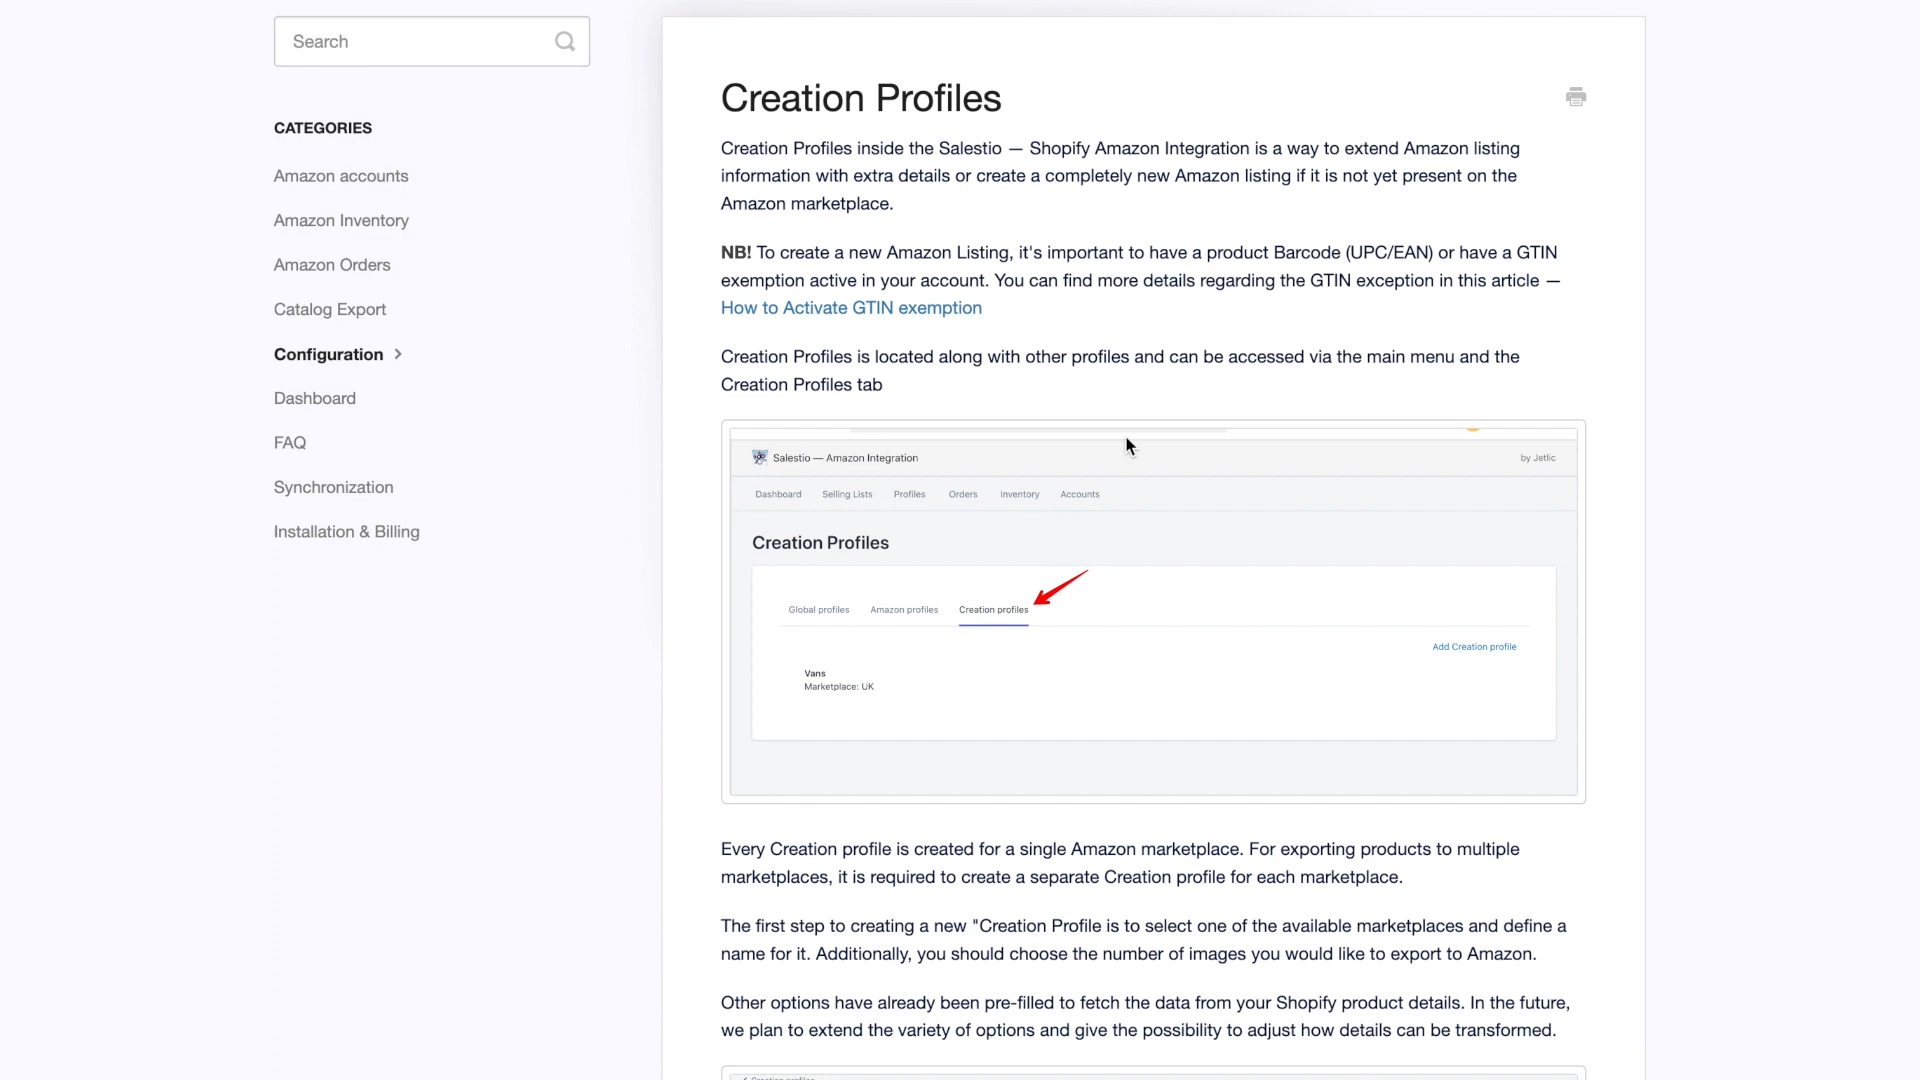 Search
CATEGORIES
Amazon accounts
Amazon Inventory
Amazon Orders
Catalog Export
Configuration
Dashboard
FAQ
Synchronization
Installation & Billing
Creation Profiles
Creation Profiles inside the Salestio — Shopify Amazon Integration is a way to extend Amazon listing
information with extra details or create a completely new Amazon listing if it is not yet present on the
Amazon marketplace.
NB! To create a new Amazon Listing, it's important to have a product Barcode (UPC/EAN) or have a GTIN
exemption active in your account. You can find more details regarding the GTIN exception in this article —
How to Activate GTIN exemption
Creation Profiles is located along with other profiles and can be accessed via the main menu and the
Creation Profiles tab
Salestio — Amazon Integration
by Jetlic
Dashboard Selling Lists Profiles Orders Inventory Accounts
Creation Profiles
Global profiles Amazon profiles Creation profiles
Add Creation profile
Vans
Marketplace: UK
Every Creation profile is created for a single Amazon marketplace. For exporting products to multiple
marketplaces, it is required to create a separate Creation profile for each marketplace.
The first step to creating a new "Creation Profile is to select one of the available marketplaces and define a
name for it. Additionally, you should choose the number of images you would like to export to Amazon.
Other options have already been pre-filled to fetch the data from your Shopify product details. In the future,
we plan to extend the variety of options and give the possibility to adjust how details can be transformed.